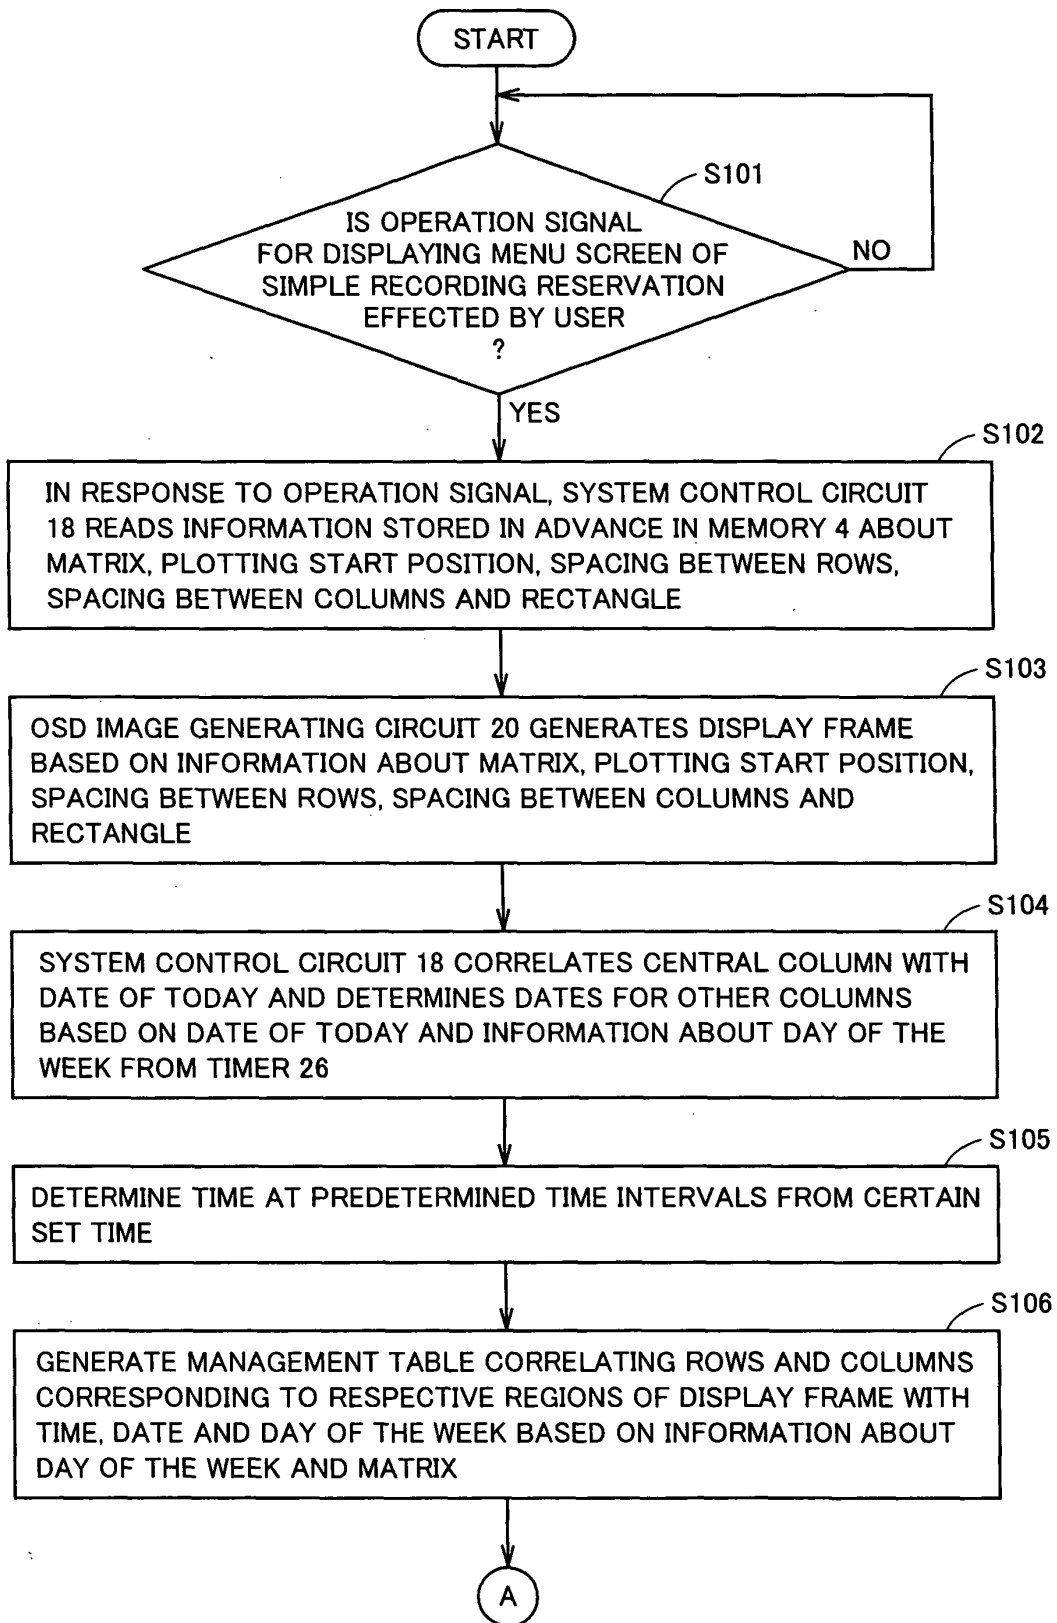 START
S101
IS OPERATION SIGNAL
FOR DISPLAYING MENU SCREEN OF
SIMPLE RECORDING RESERVATION
EFFECTED BY USER
?
NO
YES
S102
IN RESPONSE TO OPERATION SIGNAL, SYSTEM CONTROL CIRCUIT
18 READS INFORMATION STORED IN ADVANCE IN MEMORY 4 ABOUT
MATRIX, PLOTTING START POSITION, SPACING BETWEEN ROWS,
SPACING BETWEEN COLUMNS AND RECTANGLE
S103
OSD IMAGE GENERATING CIRCUIT 20 GENERATES DISPLAY FRAME
BASED ON INFORMATION ABOUT MATRIX, PLOTTING START POSITION,
SPACING BETWEEN ROWS, SPACING BETWEEN COLUMNS AND
RECTANGLE
S104
SYSTEM CONTROL CIRCUIT 18 CORRELATES CENTRAL COLUMN WITH
DATE OF TODAY AND DETERMINES DATES FOR OTHER COLUMNS
BASED ON DATE OF TODAY AND INFORMATION ABOUT DAY OF THE
WEEK FROM TIMER 26
S105
DETERMINE TIME AT PREDETERMINED TIME INTERVALS FROM CERTAIN
SET TIME
S106
GENERATE MANAGEMENT TABLE CORRELATING ROWS AND COLUMNS
CORRESPONDING TO RESPECTIVE REGIONS OF DISPLAY FRAME WITH
TIME, DATE AND DAY OF THE WEEK BASED ON INFORMATION ABOUT
DAY OF THE WEEK AND MATRIX
A